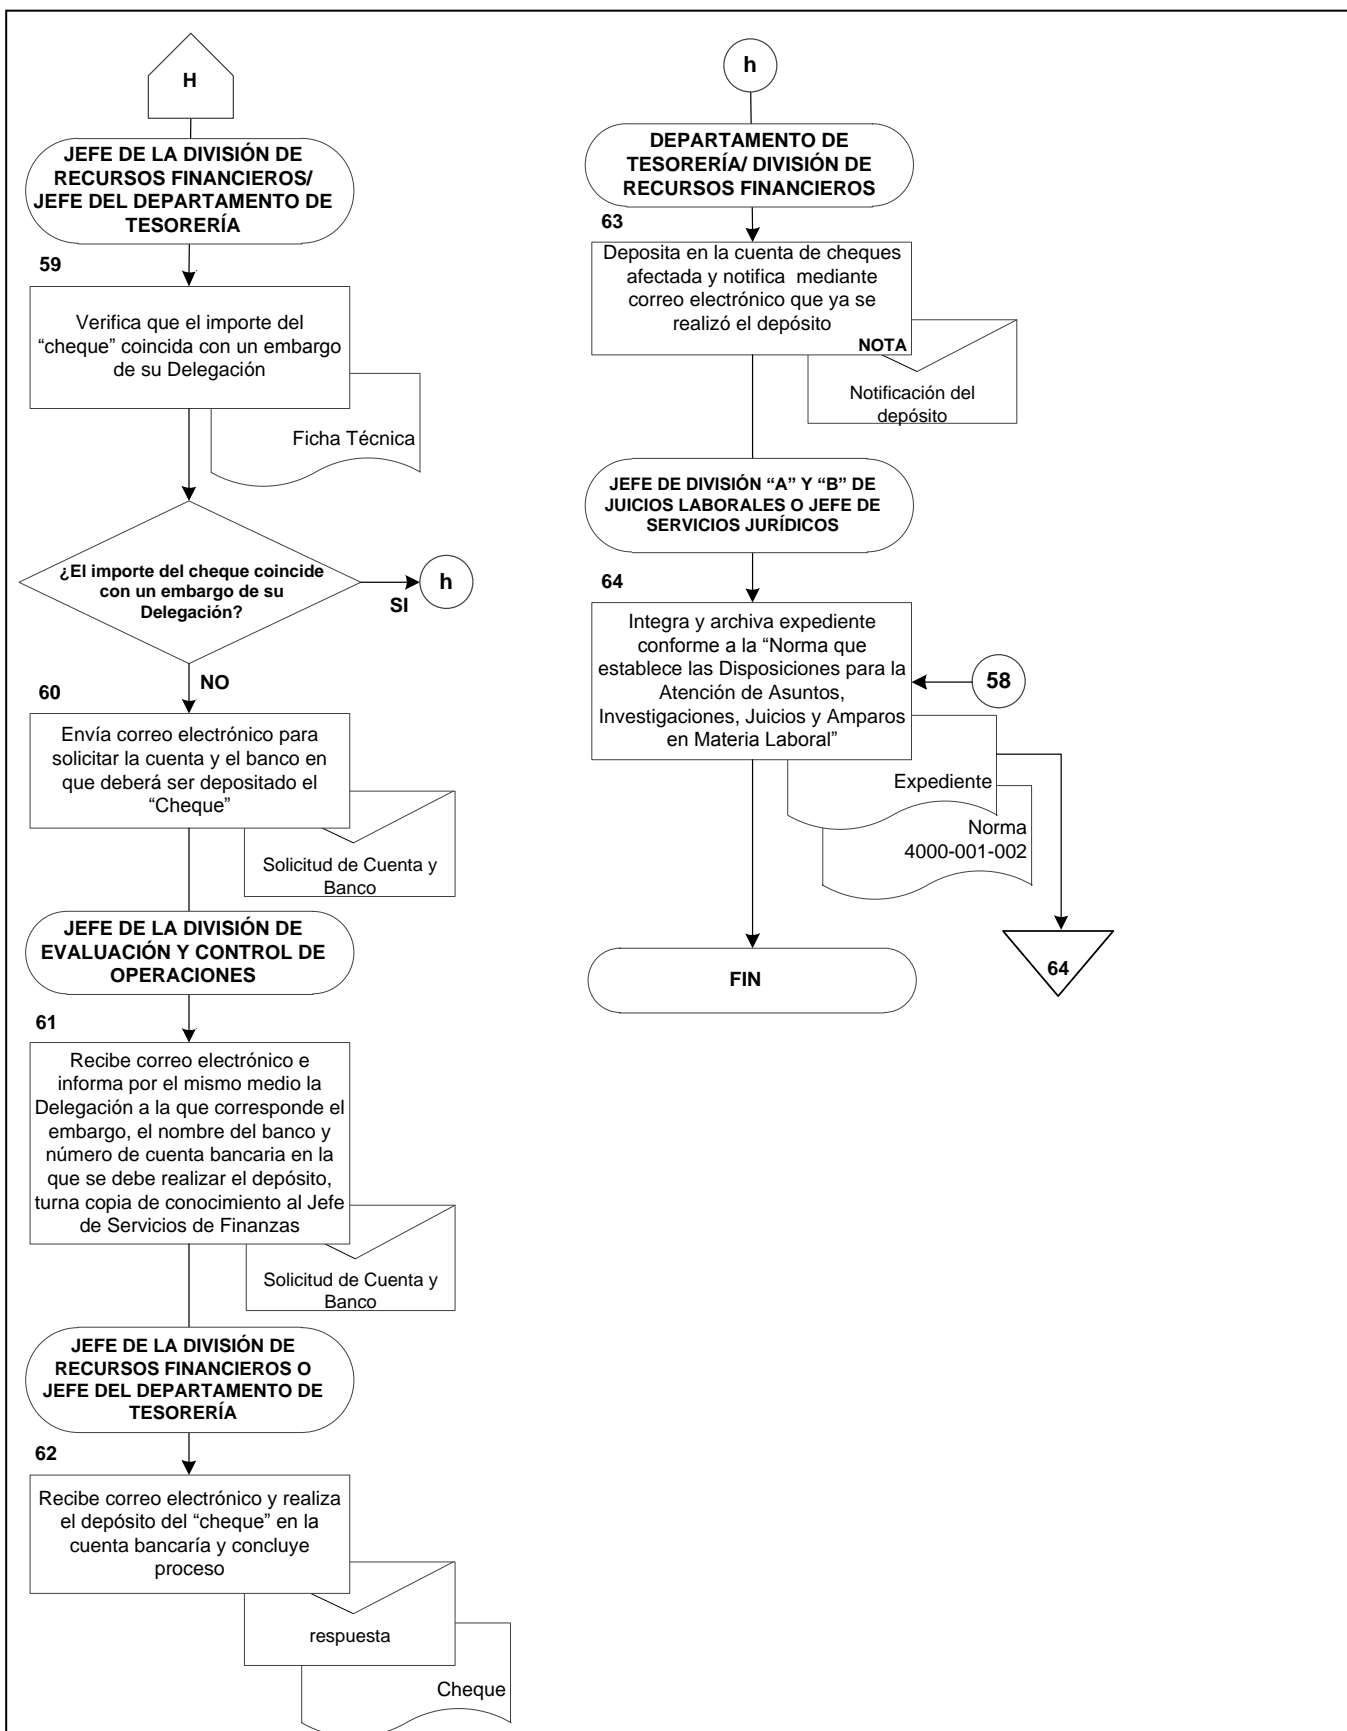 H
JEFE DE LA DIVISIÓN DE
RECURSOS FINANCIEROS/
JEFE DEL DEPARTAMENTO DE
TESORERÍA
59
Verifica que el importe del
“cheque” coincida con un embargo
de su Delegación
Ficha Técnica
¿El importe del cheque coincide
con un embargo de su
Delegación?
SI
h
NO
60
Envía correo electrónico para
solicitar la cuenta y el banco en
que deberá ser depositado el
“Cheque”
Solicitud de Cuenta y
Banco
JEFE DE LA DIVISIÓN DE
EVALUACIÓN Y CONTROL DE
OPERACIONES
61
Recibe correo electrónico e
informa por el mismo medio la
Delegación a la que corresponde el
embargo, el nombre del banco y
número de cuenta bancaria en la
que se debe realizar el depósito,
turna copia de conocimiento al Jefe
de Servicios de Finanzas
Solicitud de Cuenta y
Banco
JEFE DE LA DIVISIÓN DE
RECURSOS FINANCIEROS O
JEFE DEL DEPARTAMENTO DE
TESORERÍA
62
Recibe correo electrónico y realiza
el depósito del “cheque” en la
cuenta bancaría y concluye
proceso
respuesta
Cheque
h
DEPARTAMENTO DE
TESORERÍA/ DIVISIÓN DE
RECURSOS FINANCIEROS
63
Deposita en la cuenta de cheques
afectada y notifica mediante
correo electrónico que ya se
realizó el depósito
NOTA
Notificación del
depósito
JEFE DE DIVISIÓN “A” Y “B” DE
JUICIOS LABORALES O JEFE DE
SERVICIOS JURÍDICOS
64
Integra y archiva expediente
conforme a la “Norma que
establece las Disposiciones para la
Atención de Asuntos,
Investigaciones, Juicios y Amparos
en Materia Laboral”
58
Expediente
Norma
4000-001-002
64
FIN